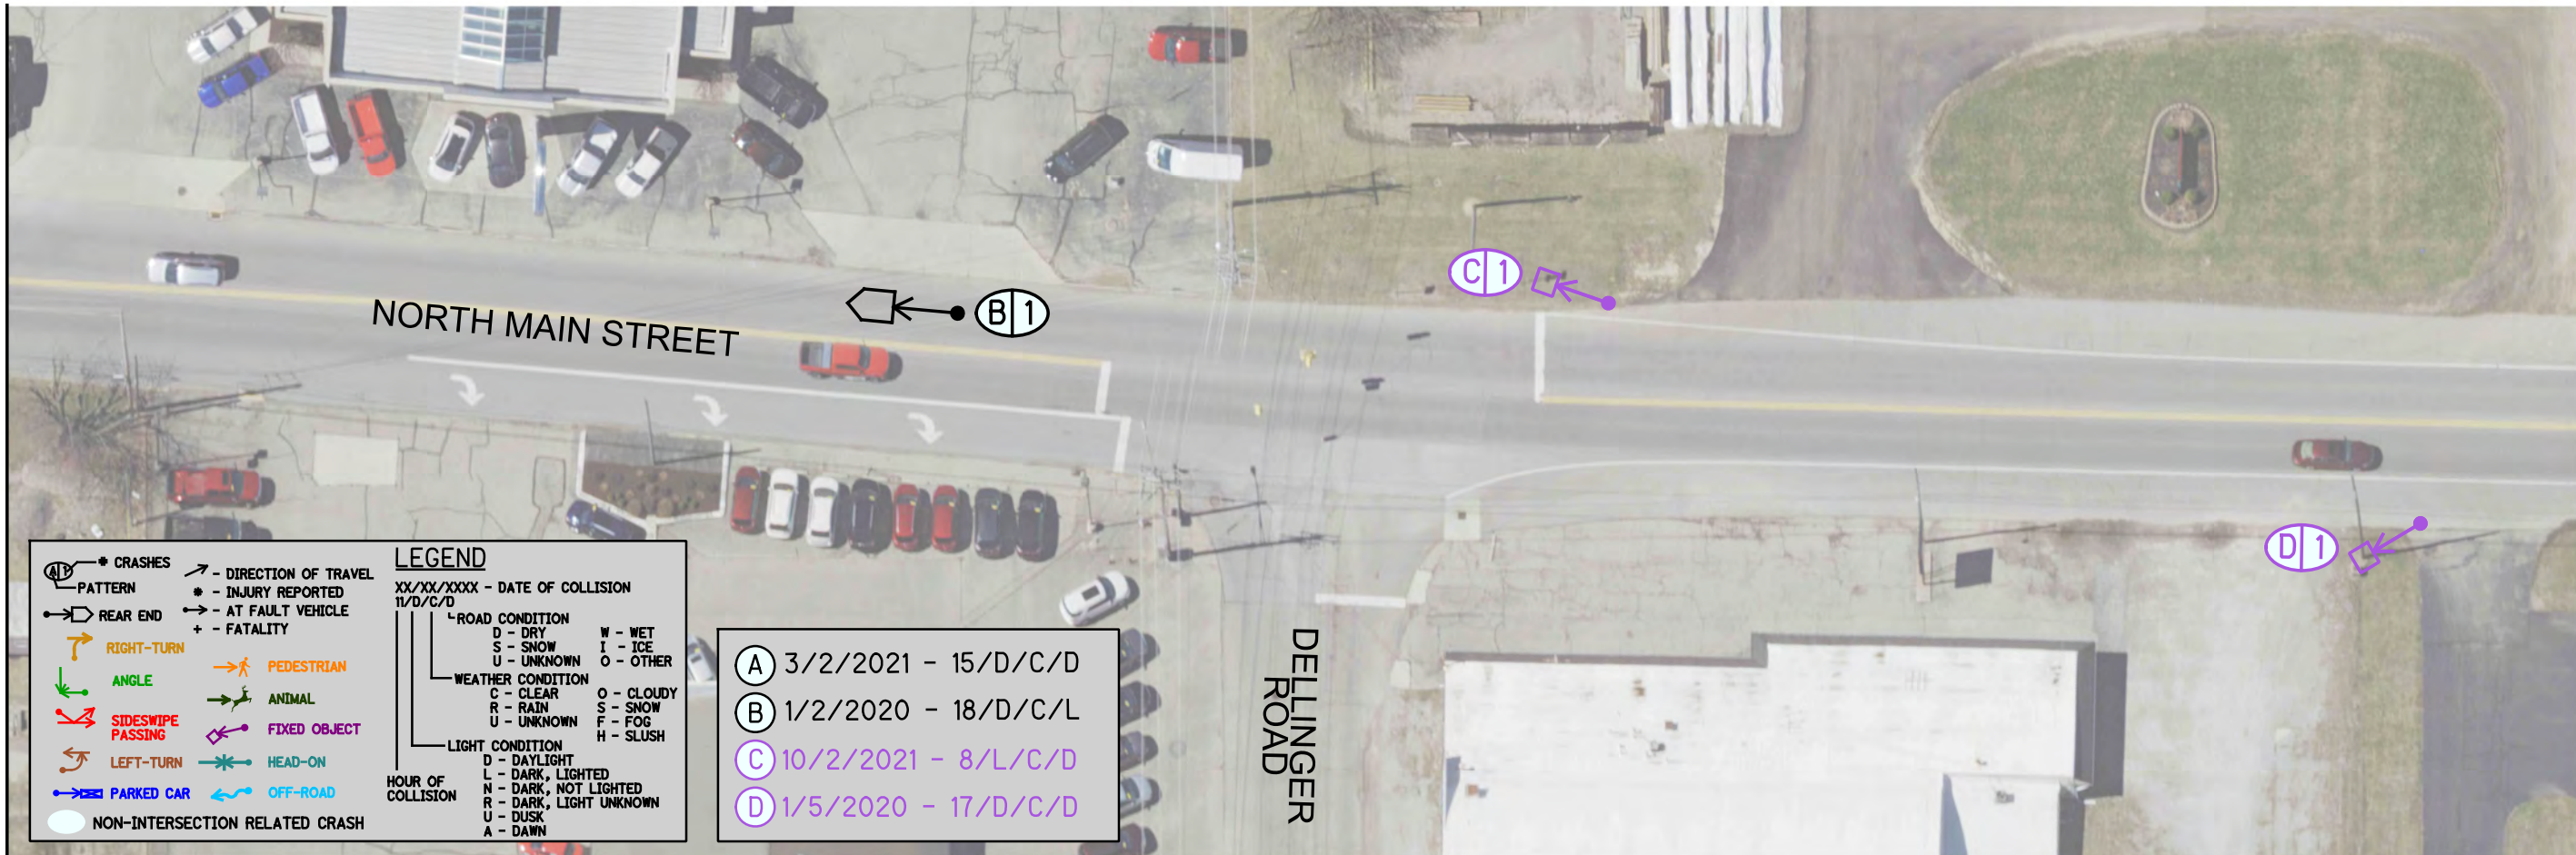 NORTH MAIN STREET
B 1
C 1
D 1
DELLINGER
ROAD
LEGEND
A 1
# CRASHES
PATTERN
REAR END
RIGHT-TURN
ANGLE
SIDESWIPE
PASSING
LEFT-TURN
PARKED CAR
NON-INTERSECTION RELATED CRASH
- DIRECTION OF TRAVEL
* - INJURY REPORTED
- AT FAULT VEHICLE
+ - FATALITY
PEDESTRIAN
ANIMAL
FIXED OBJECT
HEAD-ON
OFF-ROAD
XX/XX/XXXX - DATE OF COLLISION
11/D/C/D
ROAD CONDITION
D - DRY W - WET
S - SNOW I - ICE
U - UNKNOWN O - OTHER
WEATHER CONDITION
C - CLEAR O - CLOUDY
R - RAIN S - SNOW
U - UNKNOWN F - FOG
H - SLUSH
LIGHT CONDITION
D - DAYLIGHT
L - DARK, LIGHTED
N - DARK, NOT LIGHTED
R - DARK, LIGHT UNKNOWN
U - DUSK
A - DAWN
HOUR OF
COLLISION
A 3/2/2021 - 15/D/C/D
B 1/2/2020 - 18/D/C/L
C 10/2/2021 - 8/L/C/D
D 1/5/2020 - 17/D/C/D